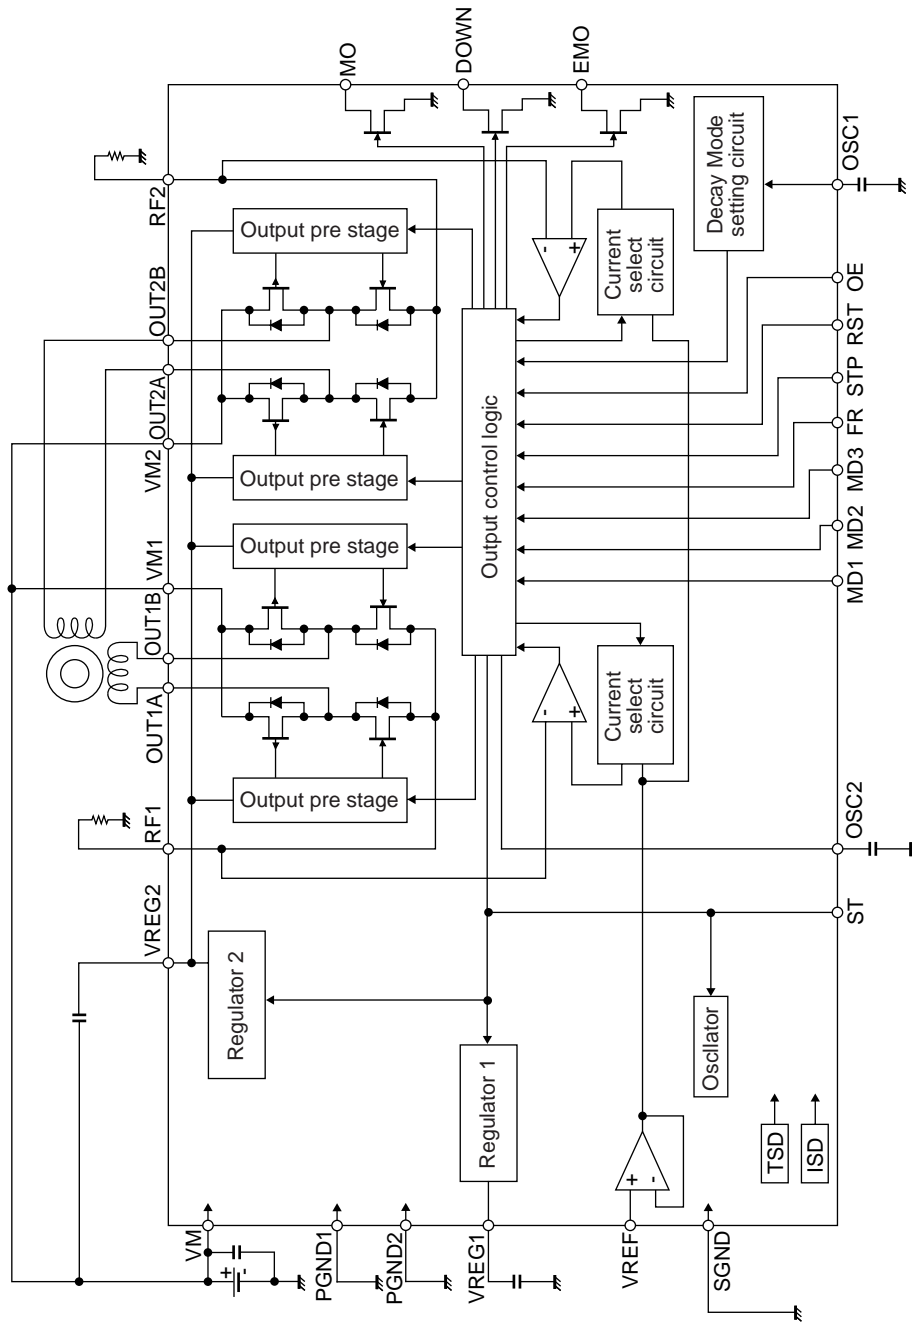 VM
VREG2
RF1
OUT1A
OUT1B
VM1
VM2
OUT2A
OUT2B
RF2
+
-
Regulator 2
Output pre stage
Output pre stage
Output pre stage
Output pre stage
PGND1
PGND2
VREG1
Regulator 1
Output control logic
MO
DOWN
EMO
VREF
+
-
-
+
-
+
Current
select
circuit
Current
select
circuit
Decay Mode
setting circuit
SGND
TSD
ISD
Oscllator
ST
OSC2
MD1
MD2
MD3
FR
STP
RST
OE
OSC1